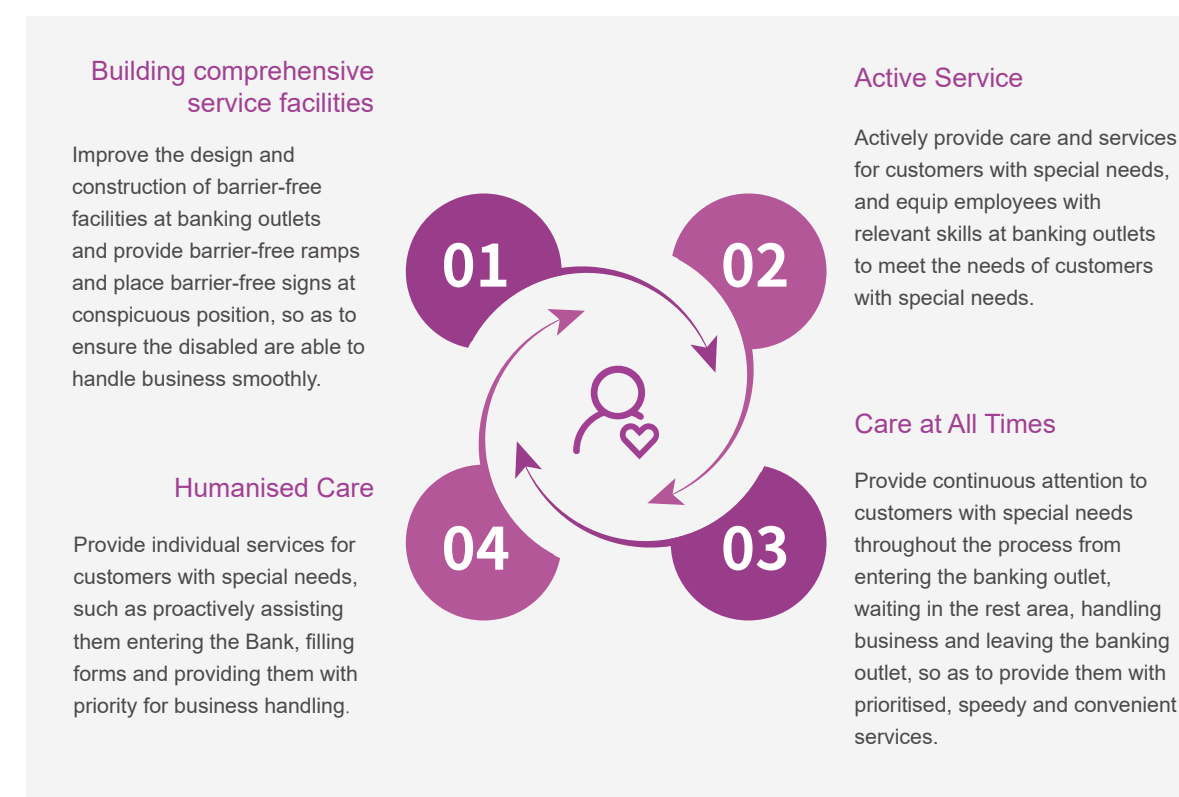 Building comprehensive
service facilities
Improve the design and
construction of barrier-free
facilities at banking outlets
and provide barrier-free ramps
and place barrier-free signs at
conspicuous position, so as to
ensure the disabled are able to
handle business smoothly.
01
02
Active Service
Actively provide care and services
for customers with special needs,
and equip employees with
relevant skills at banking outlets
to meet the needs of customers
with special needs.
Humanised Care
Provide individual services for
customers with special needs,
such as proactively assisting
them entering the Bank, filling
forms and providing them with
priority for business handling.
04
03
Care at All Times
Provide continuous attention to
customers with special needs
throughout the process from
entering the banking outlet,
waiting in the rest area, handling
business and leaving the banking
outlet, so as to provide them with
prioritised, speedy and convenient
services.